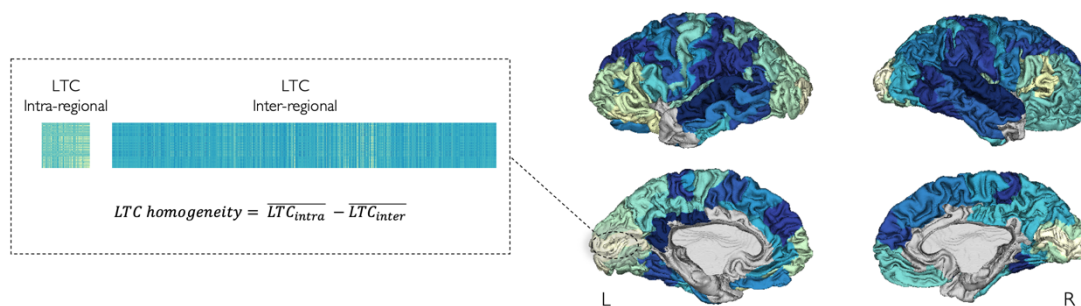 LTC
Intra-regional
LTC
Inter-regional
LTC homogeneity = LTC_intra − LTC_inter
L
R